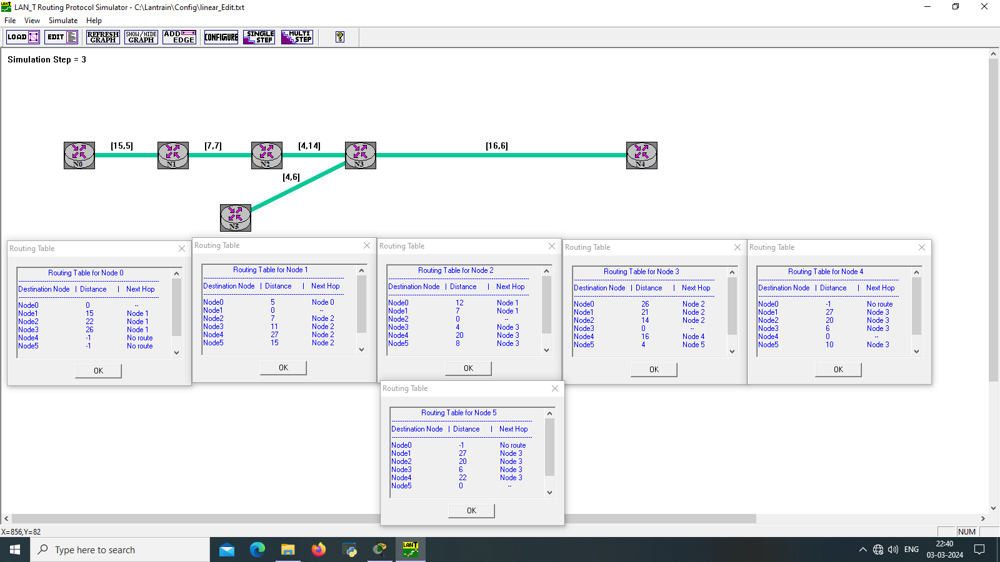 LAN_T Routing Protocol Simulator - C:\Lantrain\Config\linear_Edit.txt
File View Simulate Help
LOAD EDIT REFRESH GRAPH SHOW/HIDE GRAPH ADD EDGE CONFIGURE SINGLE STEP MULTI STEP ?
Simulation Step = 3
[15,5] [7,7] [4,14] [16,6]
N0 N1 N2 N3 N4
[4,6]
N5
Routing Table
Routing Table for Node 0
Destination Node | Distance | Next Hop
Node0 0 --
Node1 15 Node 1
Node2 22 Node 1
Node3 26 Node 1
Node4 -1 No route
Node5 -1 No route
OK
Routing Table
Routing Table for Node 1
Destination Node | Distance | Next Hop
Node0 5 Node 0
Node1 0 --
Node2 7 Node 2
Node3 11 Node 2
Node4 27 Node 2
Node5 15 Node 2
OK
Routing Table
Routing Table for Node 2
Destination Node | Distance | Next Hop
Node0 12 Node 1
Node1 7 Node 1
Node2 0 --
Node3 4 Node 3
Node4 20 Node 3
Node5 8 Node 3
OK
Routing Table
Routing Table for Node 3
Destination Node | Distance | Next Hop
Node0 26 Node 2
Node1 21 Node 2
Node2 14 Node 2
Node3 0 --
Node4 16 Node 4
Node5 4 Node 5
OK
Routing Table
Routing Table for Node 4
Destination Node | Distance | Next Hop
Node0 -1 No route
Node1 27 Node 3
Node2 20 Node 3
Node3 6 Node 3
Node4 0 --
Node5 10 Node 3
OK
Routing Table
Routing Table for Node 5
Destination Node | Distance | Next Hop
Node0 -1 No route
Node1 27 Node 3
Node2 20 Node 3
Node3 6 Node 3
Node4 22 Node 3
Node5 0 --
OK
X=856,Y=82
NUM
Type here to search
LANT
ENG
22:40
03-03-2024